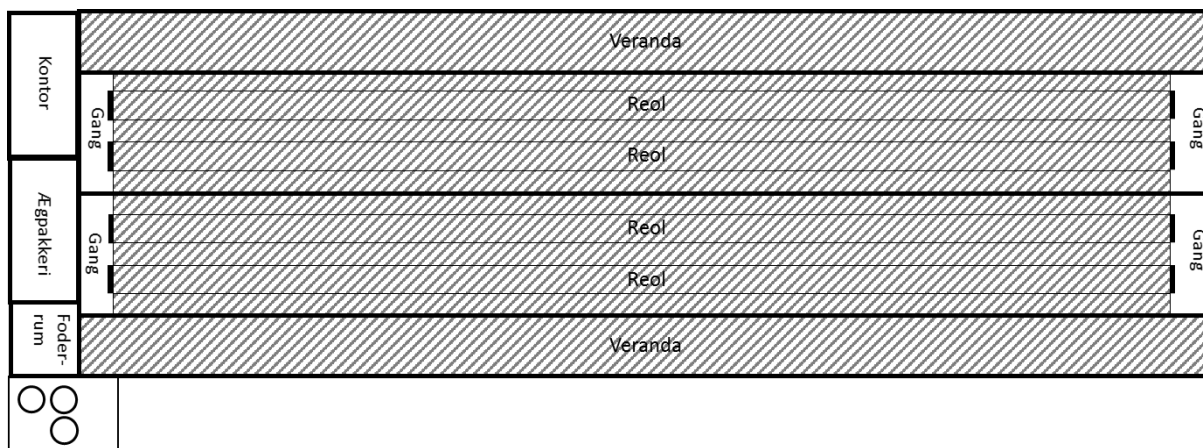 Veranda
Kontor
Gang
Reol
Gang
Reol
Ægpakkeri
Gang
Reol
Gang
Reol
Foder-
rum
Veranda